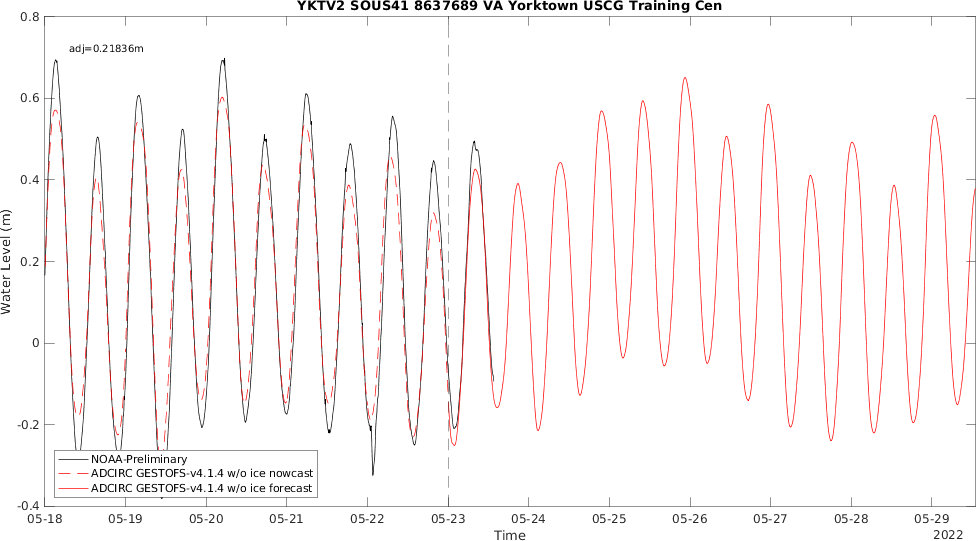 YKTV2 SOUS41 8637689 VA Yorktown USCG Training Cen
adj=0.21836m
0.8
0.6
0.4
0.2
0
-0.2
-0.4
Water Level (m)
NOAA-Preliminary
ADCIRC GESTOFS-v4.1.4 w/o ice nowcast
ADCIRC GESTOFS-v4.1.4 w/o ice forecast
05-18 05-19 05-20 05-21 05-22 05-23 05-24 05-25 05-26 05-27 05-28 05-29
Time
2022